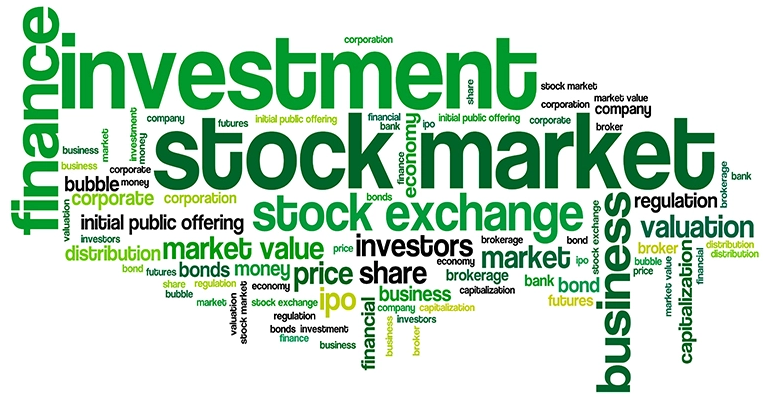 corporation
finance
investment
share
stock market
corporation
market value
company
company
futures
initial public offering
financial
bank
ipo
initial public offering
corporate
broker
business
market
investment
money
stock market
economy
finance
business
corporate
bubble
money
bank
brokerage
valuation
corporate
corporation
bonds
stock exchange
business
stock exchange
regulation
initial public offering
valuation
investors
distribution
market value
price
investors
brokerage
bond
market
ipo
broker
distribution
distribution
bond
futures
bonds
money
price
share
economy
brokerage
bank
bond
bubble
price
market value
capitalization
financial
share
regulation
economy
bubble
market
stock exchange
ipo
financial
business
capitalization
futures
valuation
stock market
regulation
company
capitalization
bonds
investment
investors
finance
business
business
broker